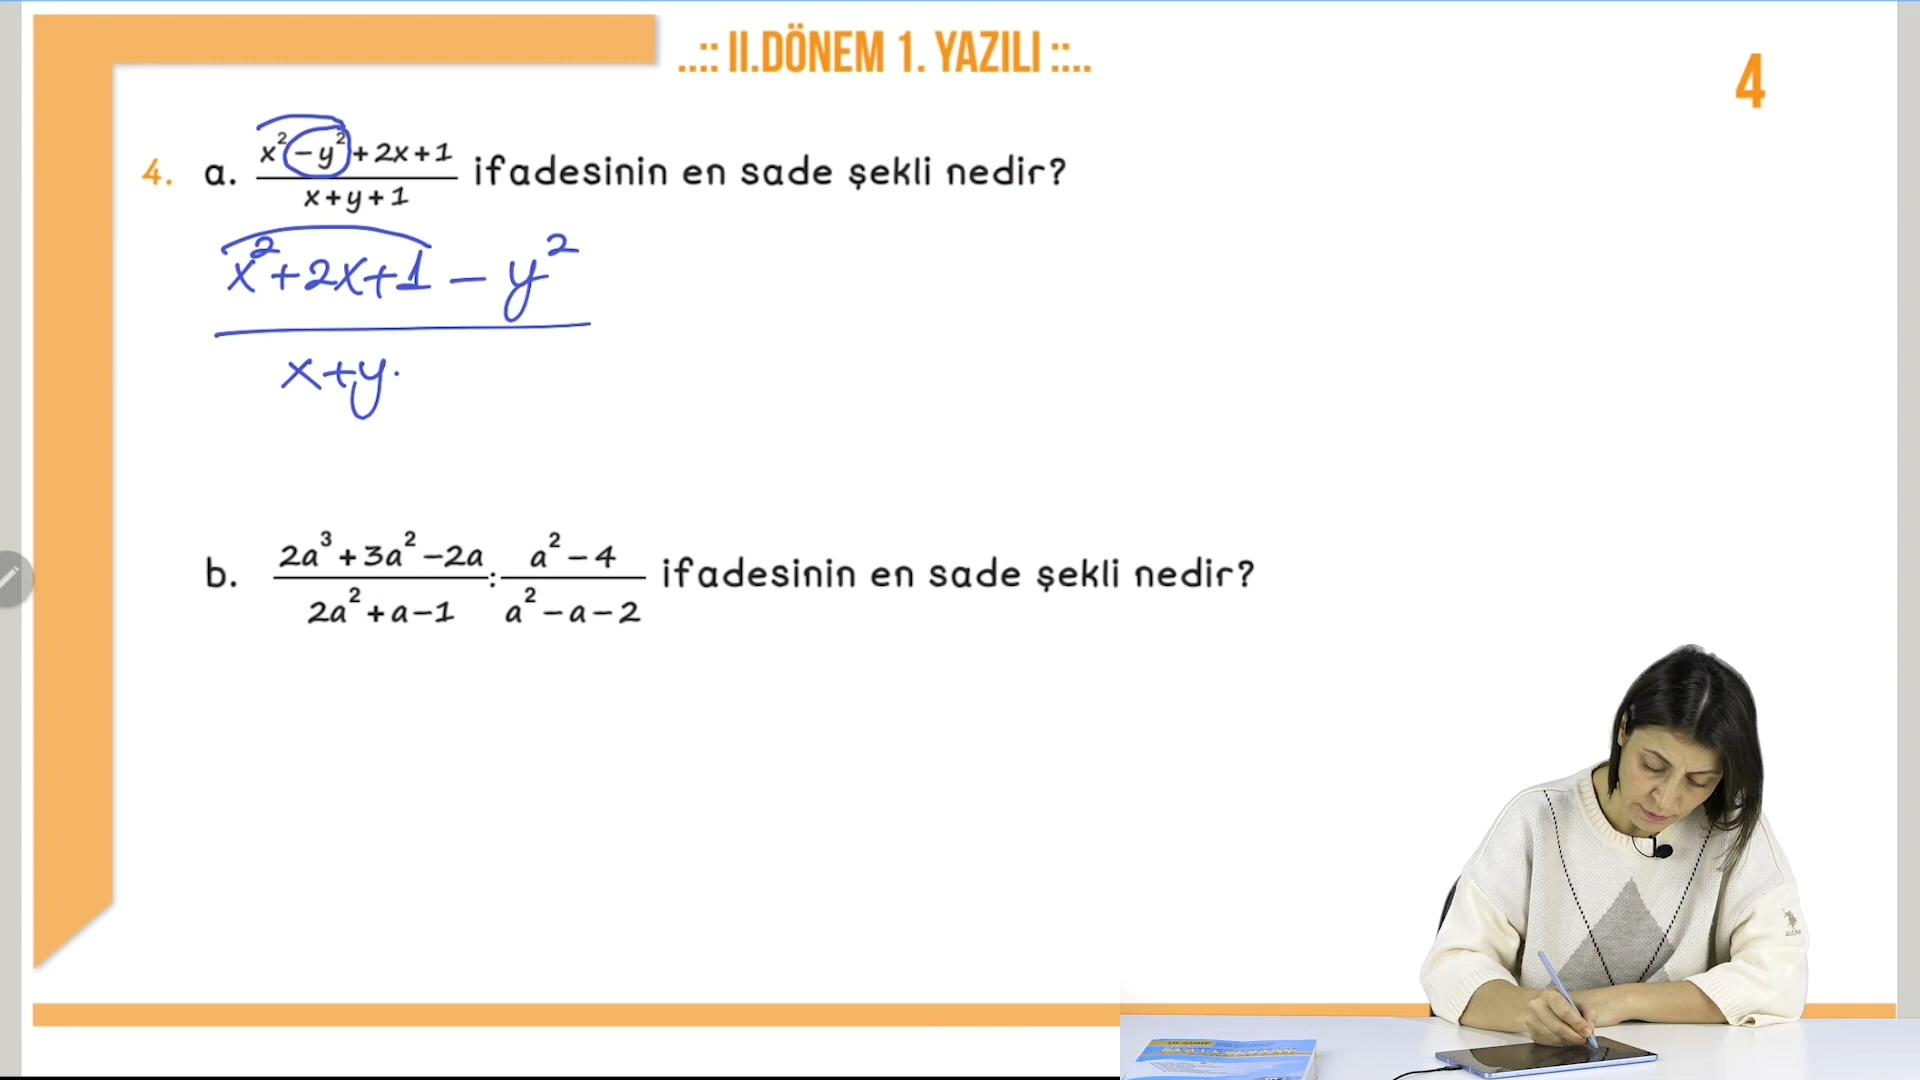 ..:: II.DÖNEM 1. YAZILI ::..
4
4. a. x²-y²+2x+1 / x+y+1 ifadesinin en sade şekli nedir?
x²+2x+1-y²
x+y
b. 2a³+3a²-2a / 2a²+a-1 : a²-4 / a²-a-2 ifadesinin en sade şekli nedir?